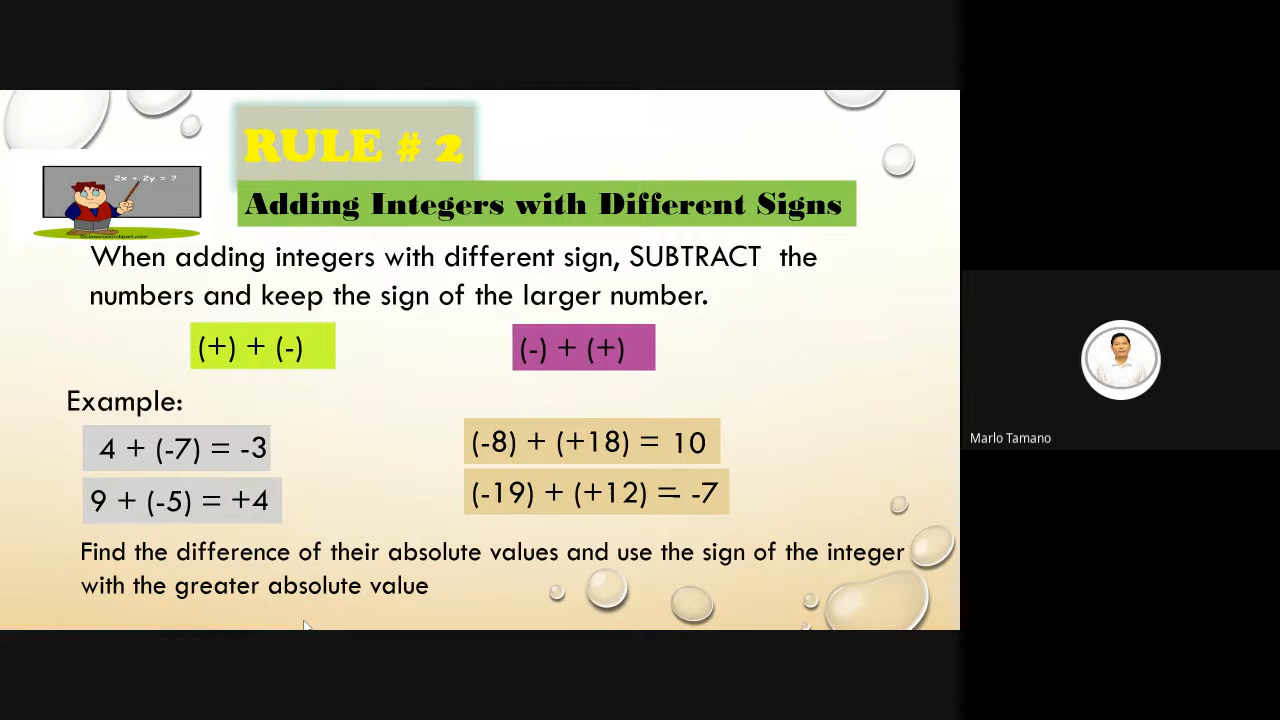 RULE # 2
2x + 2y = ?
Adding Integers with Different Signs
When adding integers with different sign, SUBTRACT the
numbers and keep the sign of the larger number.
(+) + (-)
(-) + (+)
Example:
4 + (-7) = -3
9 + (-5) = +4
(-8) + (+18) = 10
(-19) + (+12) = -7
Find the difference of their absolute values and use the sign of the integer
with the greater absolute value
Marlo Tamano